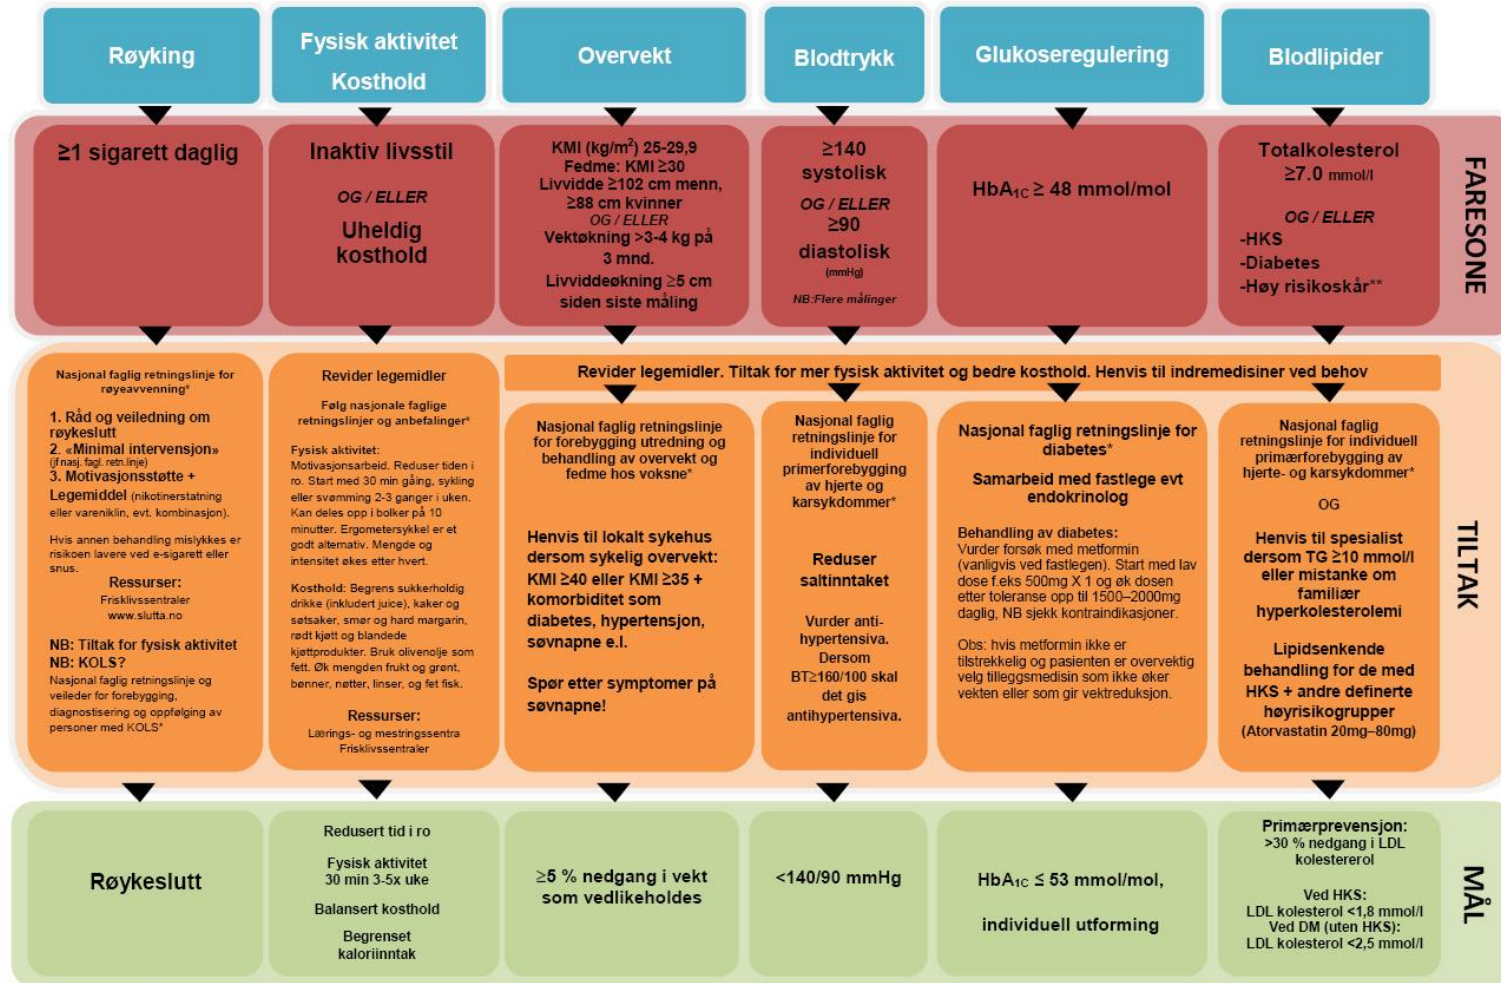 Røyking
Fysisk aktivitet
Kosthold
Overvekt
Blodtrykk
Glukoseregulering
Blodlipider
≥1 sigarett daglig
Inaktiv livsstil
OG / ELLER
Uheldig
kosthold
KMI (kg/m²) 25-29,9
Fedme: KMI ≥30
Livvidde ≥102 cm menn,
≥88 cm kvinner
OG / ELLER
Vektøkning >3-4 kg på
3 mnd.
Livviddeøkning ≥5 cm
siden siste måling
≥140
systolisk
OG / ELLER
≥90
diastolisk
(mmHg)
NB:Flere målinger
HbA1C ≥ 48 mmol/mol
Totalkolesterol
≥7.0 mmol/l
OG / ELLER
-HKS
-Diabetes
-Høy risikoskår**
FARESONE
Nasjonal faglig retningslinje for
røyeavvenning*
1. Råd og veiledning om
røykeslutt
2. «Minimal intervensjon»
(jf nasj. fagl. retn.linje)
3. Motivasjonsstøtte +
Legemiddel (nikotinerstatning
eller vareniklin, evt. kombinasjon).
Hvis annen behandling mislykkes er
risikoen lavere ved e-sigarett eller
snus.
Ressurser:
Frisklivssentraler
www.slutta.no
NB: Tiltak for fysisk aktivitet
NB: KOLS?
Nasjonal faglig retningslinje og
veileder for forebygging,
diagnostisering og oppfølging av
personer med KOLS*
Revider legemidler
Følg nasjonale faglige
retningslinjer og anbefalinger*
Fysisk aktivitet:
Motivasjonsarbeid. Reduser tiden i
ro. Start med 30 min gåing, sykling
eller svømming 2-3 ganger i uken.
Kan deles opp i bolker på 10
minutter. Ergometersykkel er et
godt alternativ. Mengde og
intensitet økes etter hvert.
Kosthold: Begrens sukkerholdig
drikke (inkludert juice), kaker og
søtsaker, smør og hard margarin,
rødt kjøtt og blandede
kjøttprodukter. Bruk olivenolje som
fett. Øk mengden frukt og grønt,
bønner, nøtter, linser, og fet fisk.
Ressurser:
Lærings- og mestringssentra
Frisklivssentraler
Revider legemidler. Tiltak for mer fysisk aktivitet og bedre kosthold. Henvis til indremedisiner ved behov
Nasjonal faglig retningslinje
for forebygging utredning og
behandling av overvekt og
fedme hos voksne*
Henvis til lokalt sykehus
dersom sykelig overvekt:
KMI ≥40 eller KMI ≥35 +
komorbiditet som
diabetes, hypertensjon,
søvnapne e.l.
Spør etter symptomer på
søvnapne!
Nasjonal faglig
retningslinje for
individuell
primerforebygging
av hjerte og
karsykdommer*
Reduser
saltinntaket
Vurder anti-
hypertensiva.
Dersom
BT≥160/100 skal
det gis
antihypertensiva.
Nasjonal faglig retningslinje for
diabetes*
Samarbeid med fastlege evt
endokrinolog
Behandling av diabetes:
Vurder forsøk med metformin
(vanligvis ved fastlegen). Start med lav
dose f.eks 500mg X 1 og øk dosen
etter toleranse opp til 1500–2000mg
daglig, NB sjekk kontraindikasjoner.
Obs: hvis metformin ikke er
tilstrekkelig og pasienten er overvektig
velg tilleggsmedisin som ikke øker
vekten eller som gir vektreduksjon.
Nasjonal faglig
retningslinje for individuell
primærforebygging av
hjerte- og karsykdommer*
OG
Henvis til spesialist
dersom TG ≥10 mmol/l
eller mistanke om
familiær
hyperkolesterolemi
Lipidsenkende
behandling for de med
HKS + andre definerte
høyrisikogrupper
(Atorvastatin 20mg–80mg)
TILTAK
Røykeslutt
Redusert tid i ro
Fysisk aktivitet
30 min 3-5x uke
Balansert kosthold
Begrenset
kaloriinntak
≥5 % nedgang i vekt
som vedlikeholdes
<140/90 mmHg
HbA1C ≤ 53 mmol/mol,
individuell utforming
Primærprevensjon:
>30 % nedgang i LDL
kolestererol
Ved HKS:
LDL kolesterol <1,8 mmol/l
Ved DM (uten HKS):
LDL kolesterol <2,5 mmol/l
MÅL